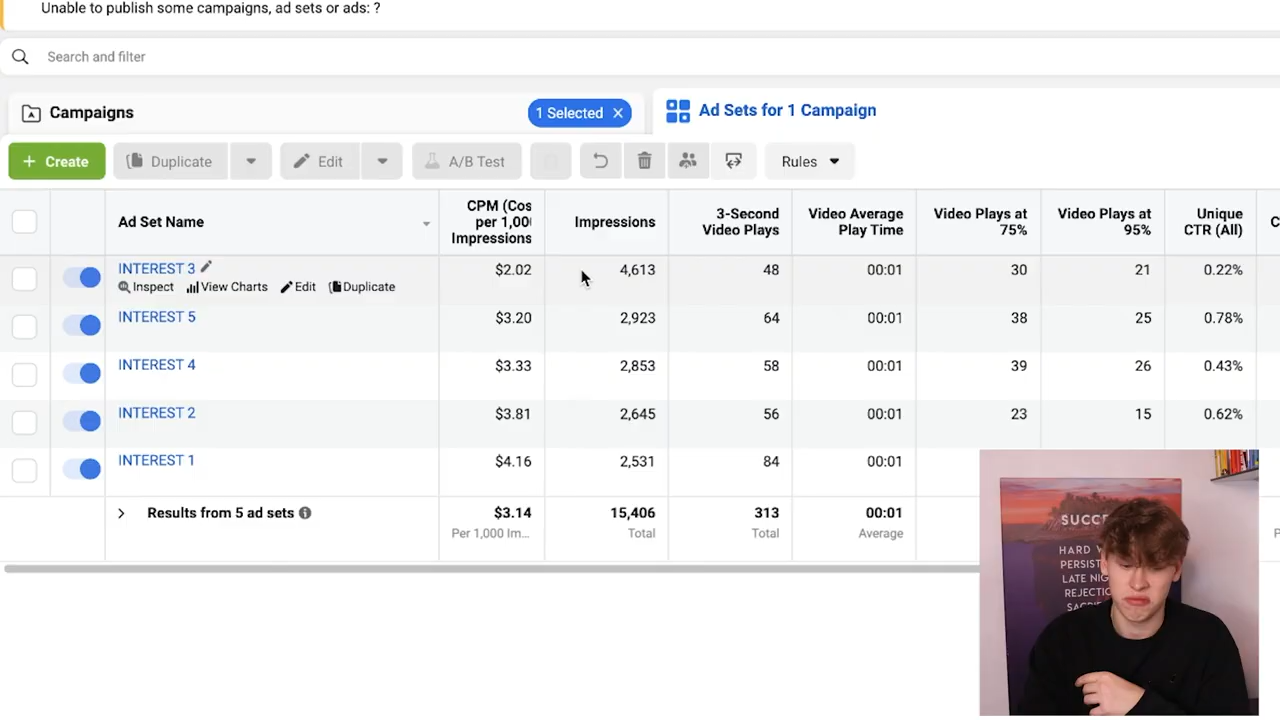 Unable to publish some campaigns, ad sets or ads: ?
Search and filter
Campaigns 1 Selected × Ad Sets for 1 Campaign
+ Create Duplicate Edit A/B Test Rules
Ad Set Name CPM (Cos per 1,00 Impressions Impressions 3-Second Video Plays Video Average Play Time Video Plays at 75% Video Plays at 95% Unique CTR (All)
INTEREST 3 $2.02 4,613 48 00:01 30 21 0.22%
Inspect View Charts Edit Duplicate
INTEREST 5 $3.20 2,923 64 00:01 38 25 0.78%
INTEREST 4 $3.33 2,853 58 00:01 39 26 0.43%
INTEREST 2 $3.81 2,645 56 00:01 23 15 0.62%
INTEREST 1 $4.16 2,531 84 00:01
Results from 5 ad sets $3.14 15,406 313 00:01
Per 1,000 Im... Total Total Average
SUCC
HARD
PERSIST
LATE NIG
REJECTIO
SACRI